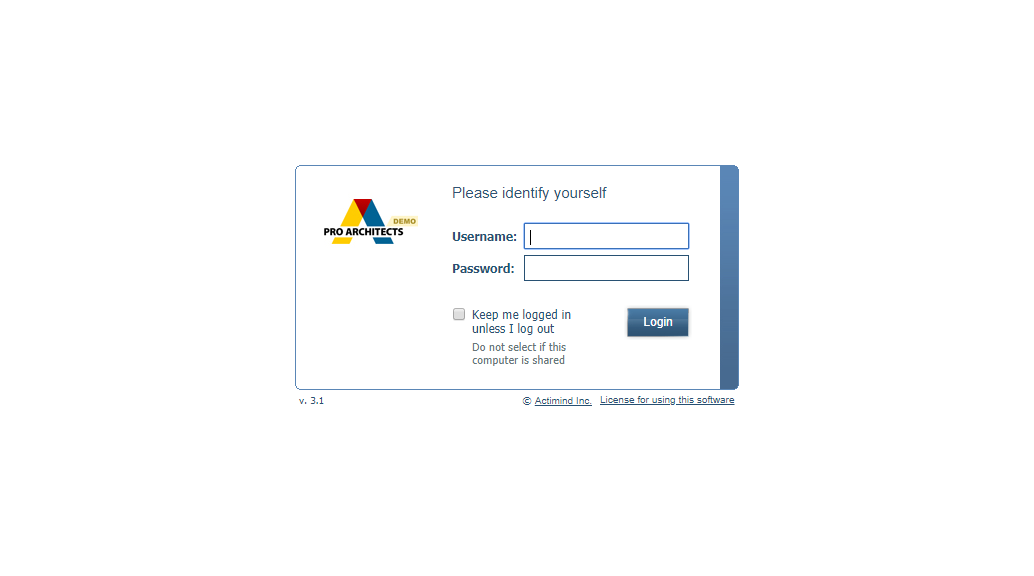 Please identify yourself
DEMO
PRO ARCHITECTS
Username:
Password:
Keep me logged in
unless I log out
Login
Do not select if this
computer is shared
v. 3.1
© Actimind Inc. License for using this software